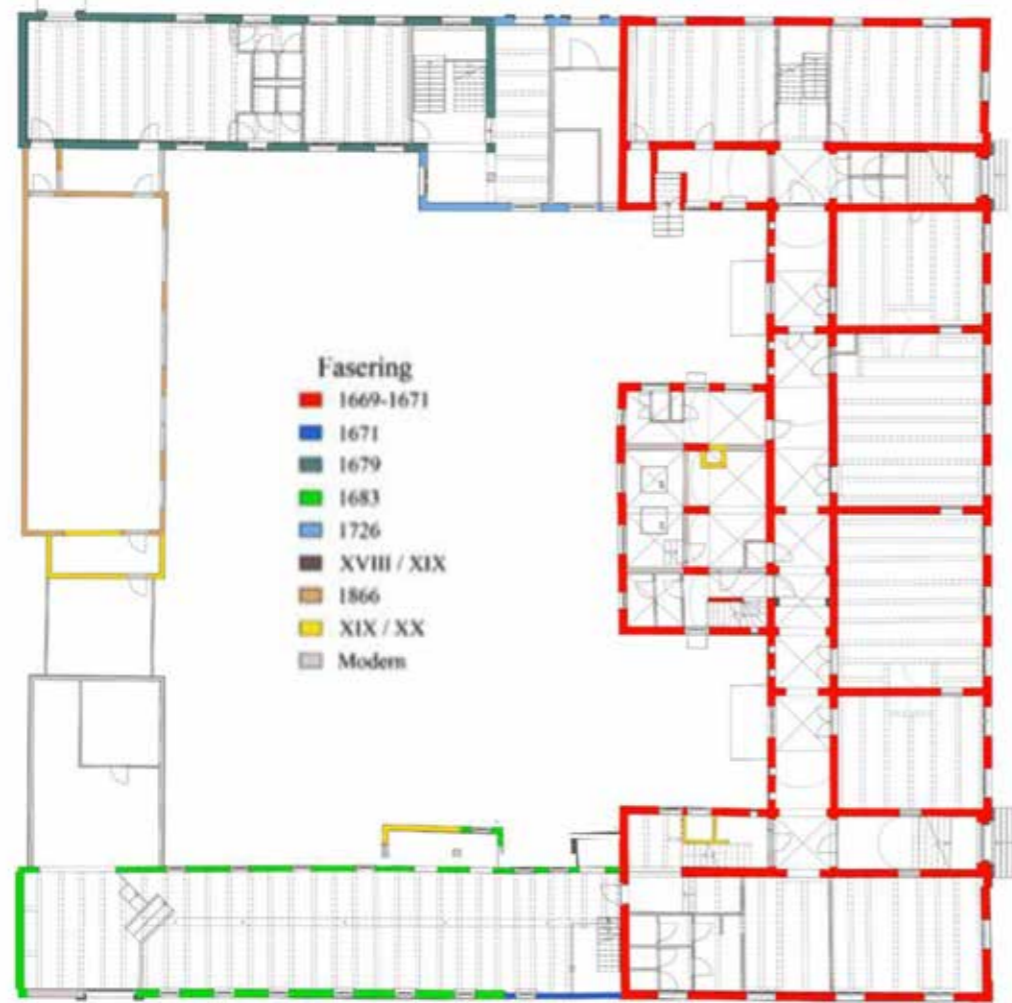 Fasering
1669-1671
1671
1679
1683
1726
XVIII / XIX
1866
XIX / XX
Modern